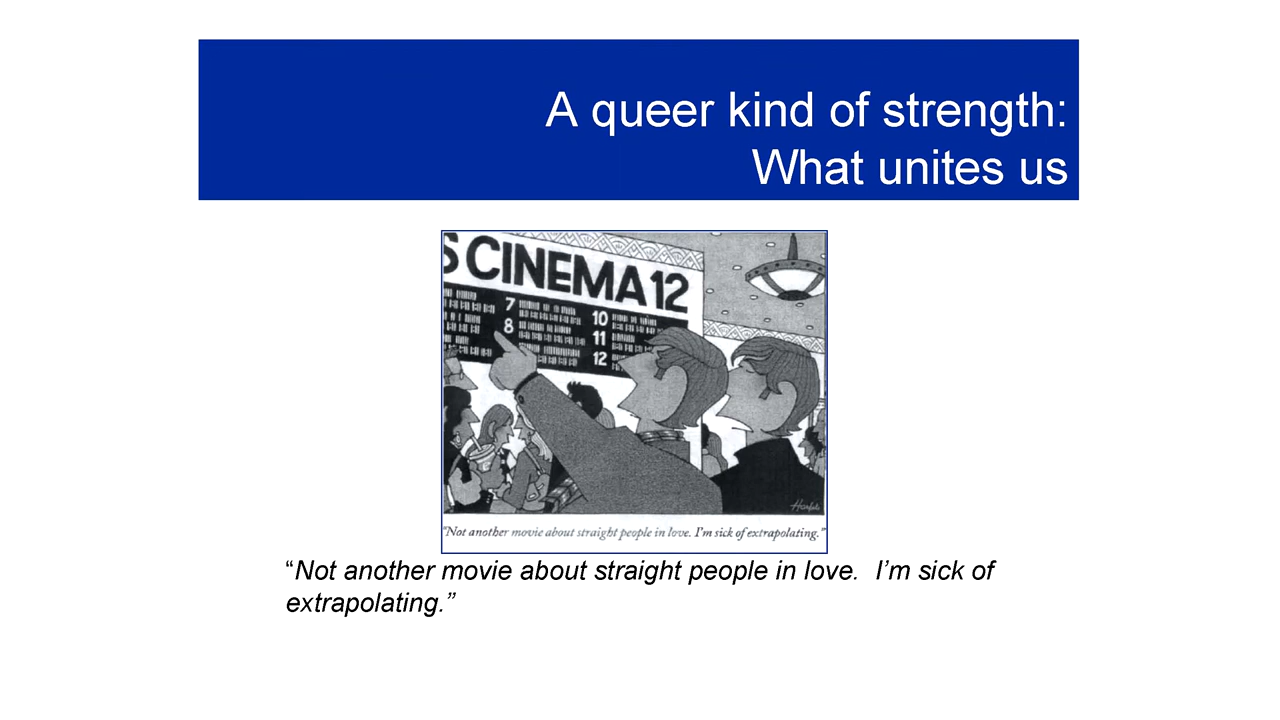 A queer kind of strength:
What unites us
S CINEMA 12
7
8
10
11
12
"Not another movie about straight people in love. I'm sick of extrapolating."
“Not another movie about straight people in love.  I’m sick of
extrapolating.”